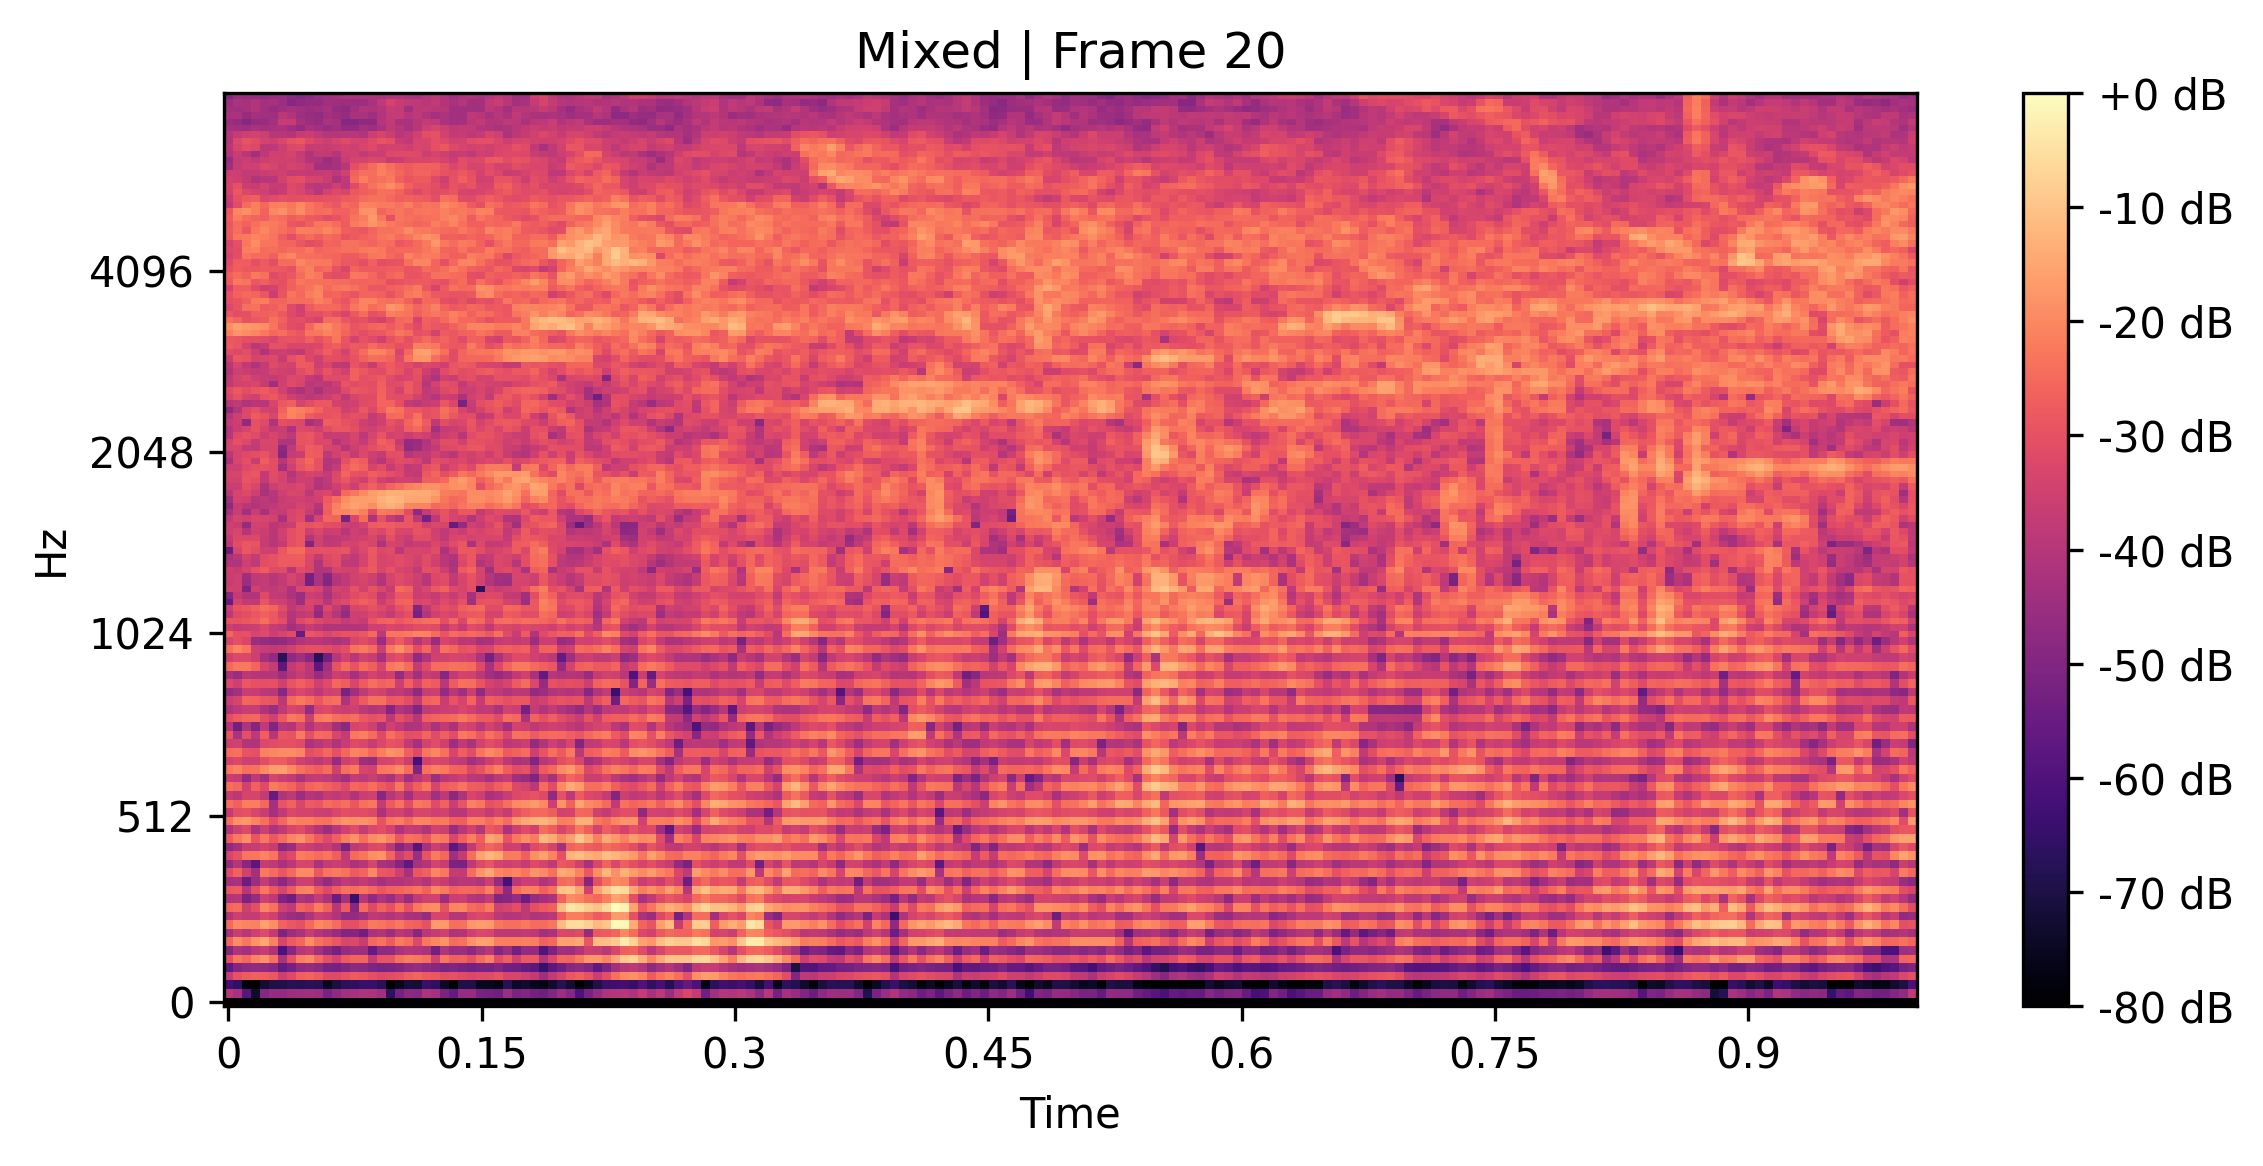 Mixed | Frame 20
+0 dB
-10 dB
-20 dB
-30 dB
-40 dB
-50 dB
-60 dB
-70 dB
-80 dB
Hz
4096
2048
1024
512
0
0 0.15 0.3 0.45 0.6 0.75 0.9
Time